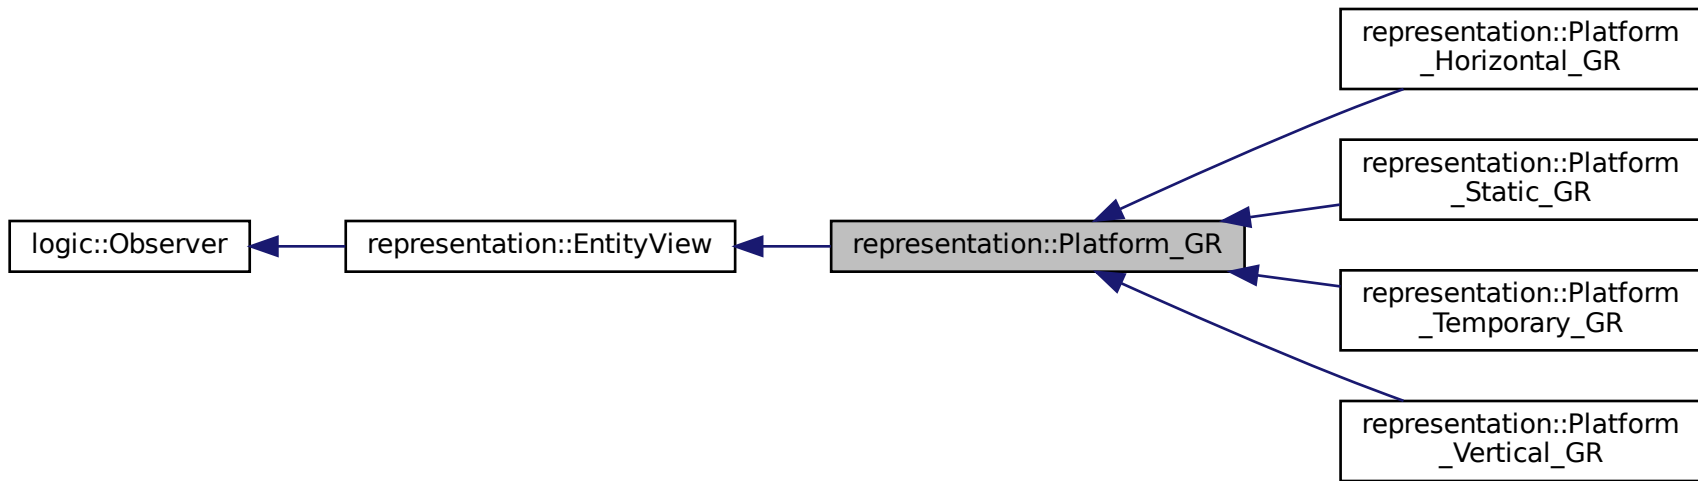 logic::Observer
representation::EntityView
representation::Platform_GR
representation::Platform
_Horizontal_GR
representation::Platform
_Static_GR
representation::Platform
_Temporary_GR
representation::Platform
_Vertical_GR